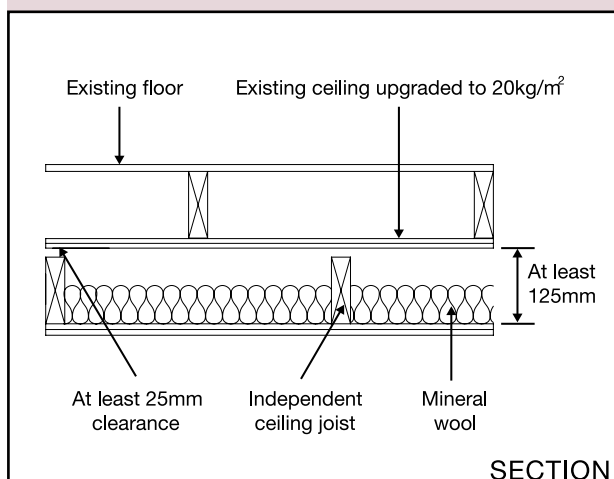 Existing floor
Existing ceiling upgraded to 20kg/m²
At least
125mm
At least 25mm
clearance
Independent
ceiling joist
Mineral
wool
SECTION